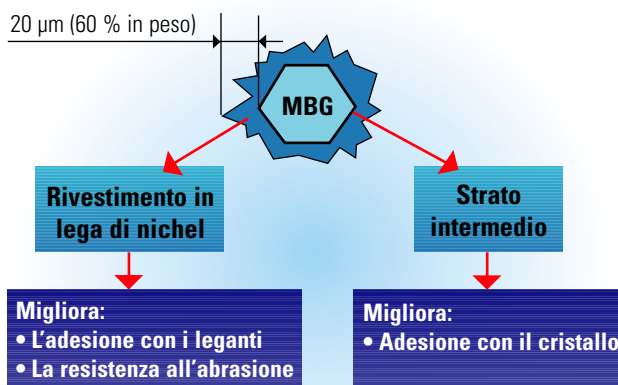 20 µm (60 % in peso)
MBG
Rivestimento in
lega di nichel
Strato
intermedio
Migliora:
• L'adesione con i leganti
• La resistenza all'abrasione
Migliora:
• Adesione con il cristallo